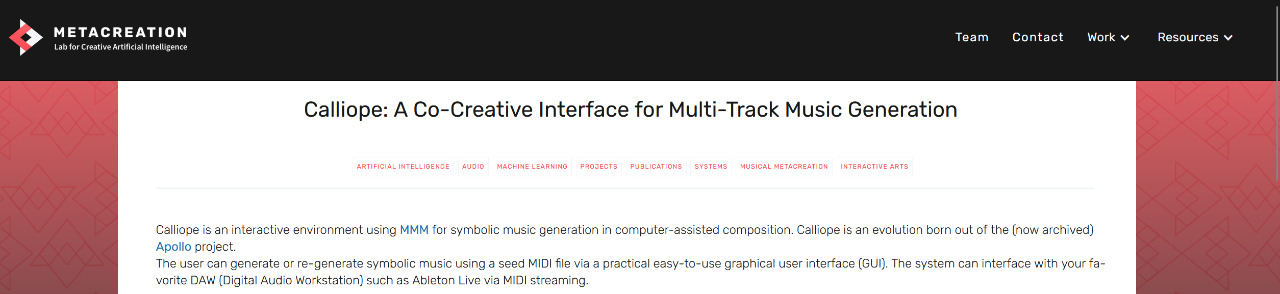 METACREATION
Lab for Creative Artificial Intelligence
Team Contact Work Resources
Calliope: A Co-Creative Interface for Multi-Track Music Generation
ARTIFICIAL INTELLIGENCE AUDIO MACHINE LEARNING PROJECTS PUBLICATIONS SYSTEMS MUSICAL METACREATION INTERACTIVE ARTS
Calliope is an interactive environment using MMM for symbolic music generation in computer-assisted composition. Calliope is an evolution born out of the (now archived)
Apollo project.
The user can generate or re-generate symbolic music using a seed MIDI file via a practical easy-to-use graphical user interface (GUI). The system can interface with your fa-
vorite DAW (Digital Audio Workstation) such as Ableton Live via MIDI streaming.